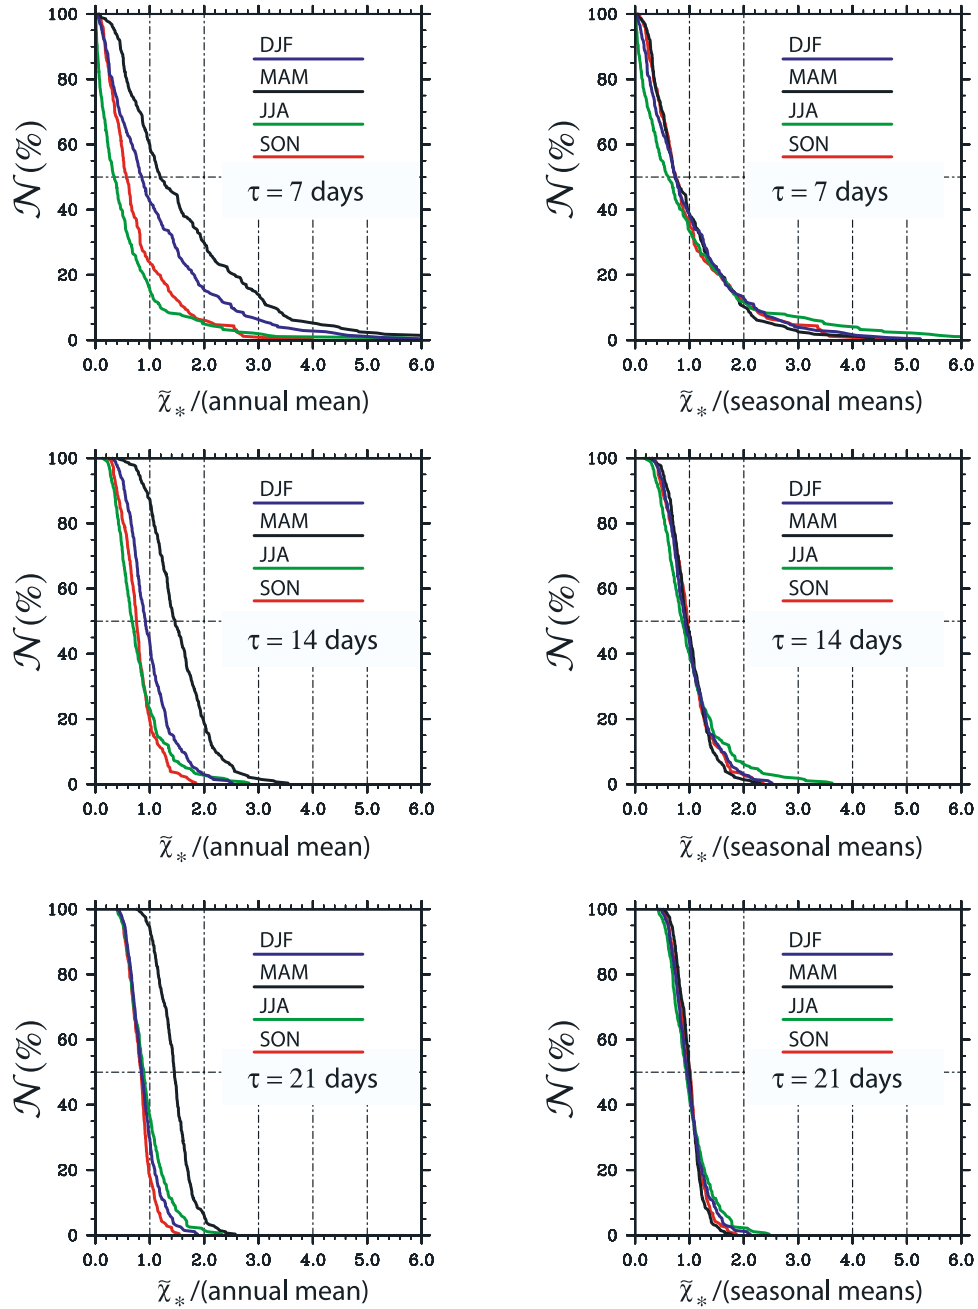 100
80
60
40
20
0
𝒩 (%)
DJF
MAM
JJA
SON
τ = 7 days
0.0 1.0 2.0 3.0 4.0 5.0 6.0
χ̃* /(annual mean)
100
80
60
40
20
0
𝒩 (%)
DJF
MAM
JJA
SON
τ = 7 days
0.0 1.0 2.0 3.0 4.0 5.0 6.0
χ̃* /(seasonal means)
100
80
60
40
20
0
𝒩 (%)
DJF
MAM
JJA
SON
τ = 14 days
0.0 1.0 2.0 3.0 4.0 5.0 6.0
χ̃* /(annual mean)
100
80
60
40
20
0
𝒩 (%)
DJF
MAM
JJA
SON
τ = 14 days
0.0 1.0 2.0 3.0 4.0 5.0 6.0
χ̃* /(seasonal means)
100
80
60
40
20
0
𝒩 (%)
DJF
MAM
JJA
SON
τ = 21 days
0.0 1.0 2.0 3.0 4.0 5.0 6.0
χ̃* /(annual mean)
100
80
60
40
20
0
𝒩 (%)
DJF
MAM
JJA
SON
τ = 21 days
0.0 1.0 2.0 3.0 4.0 5.0 6.0
χ̃* /(seasonal means)